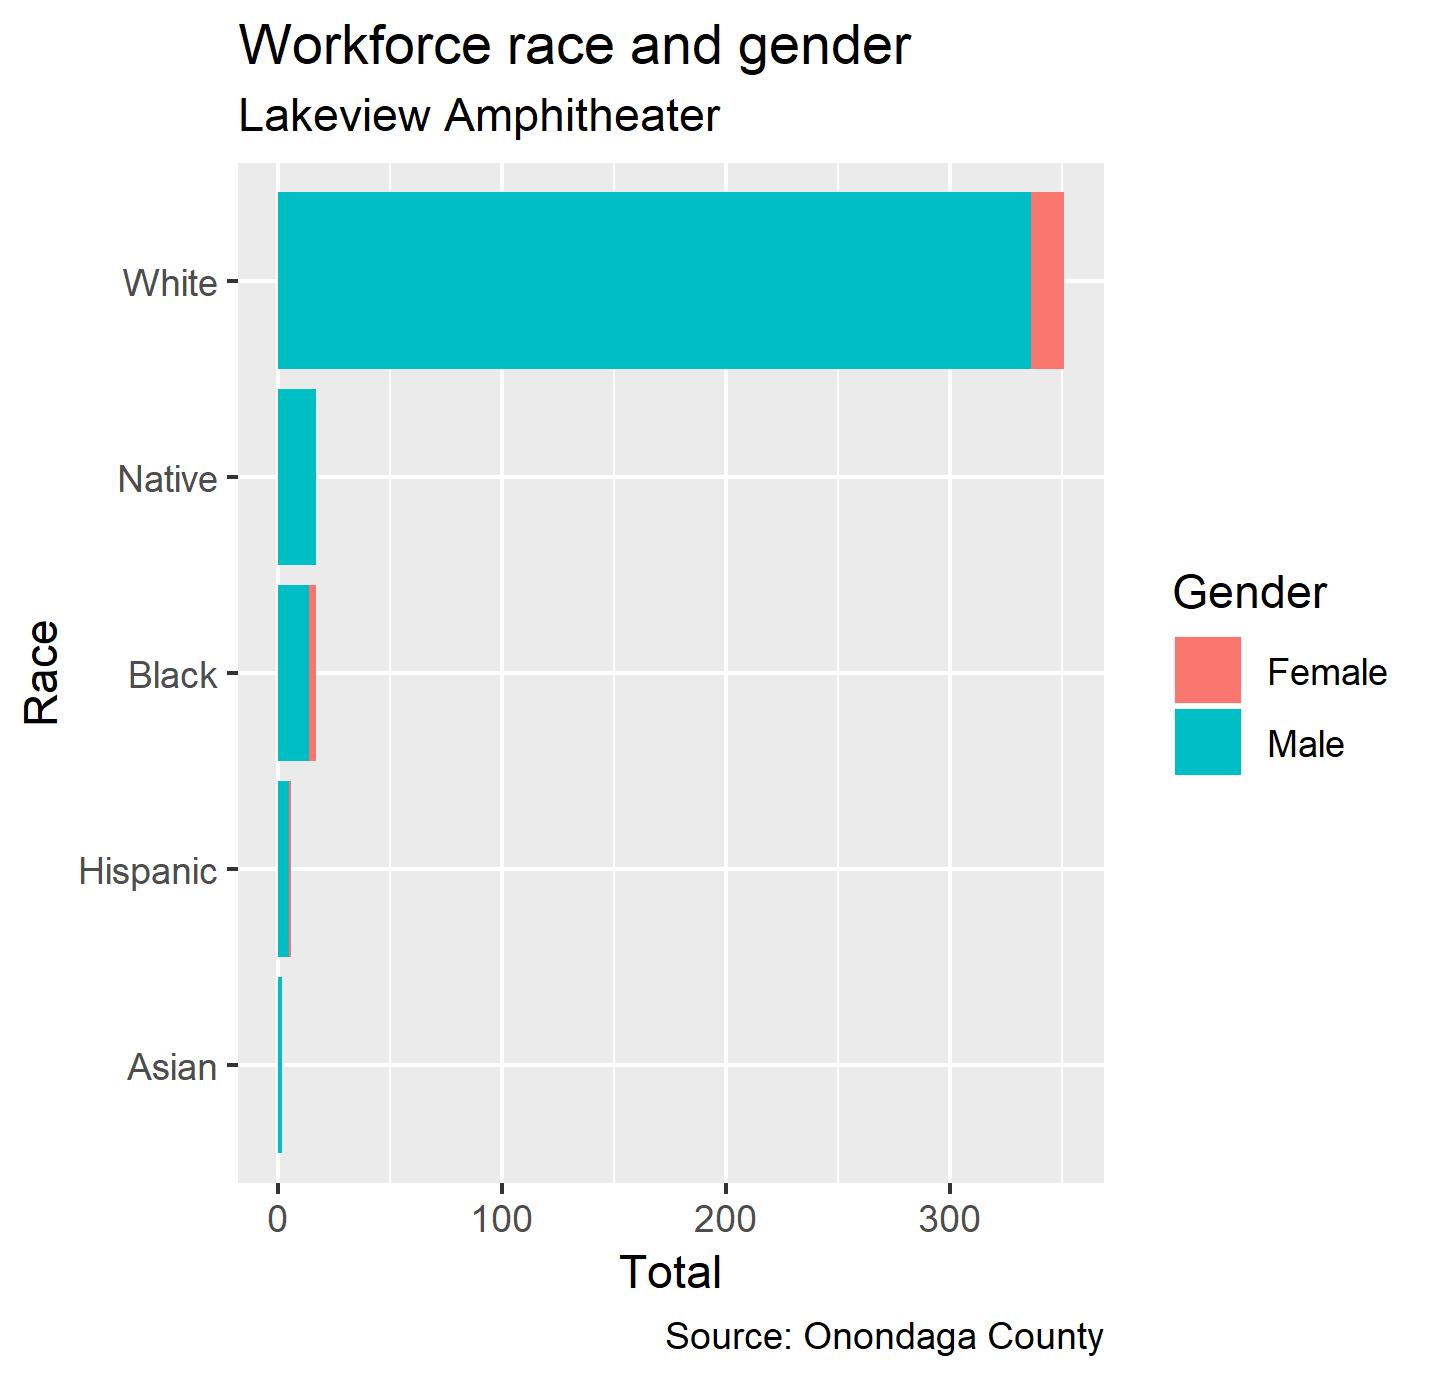 Workforce race and gender
Lakeview Amphitheater
Race
White
Native
Black
Hispanic
Asian
0 100 200 300
Total
Gender
Female
Male
Source: Onondaga County